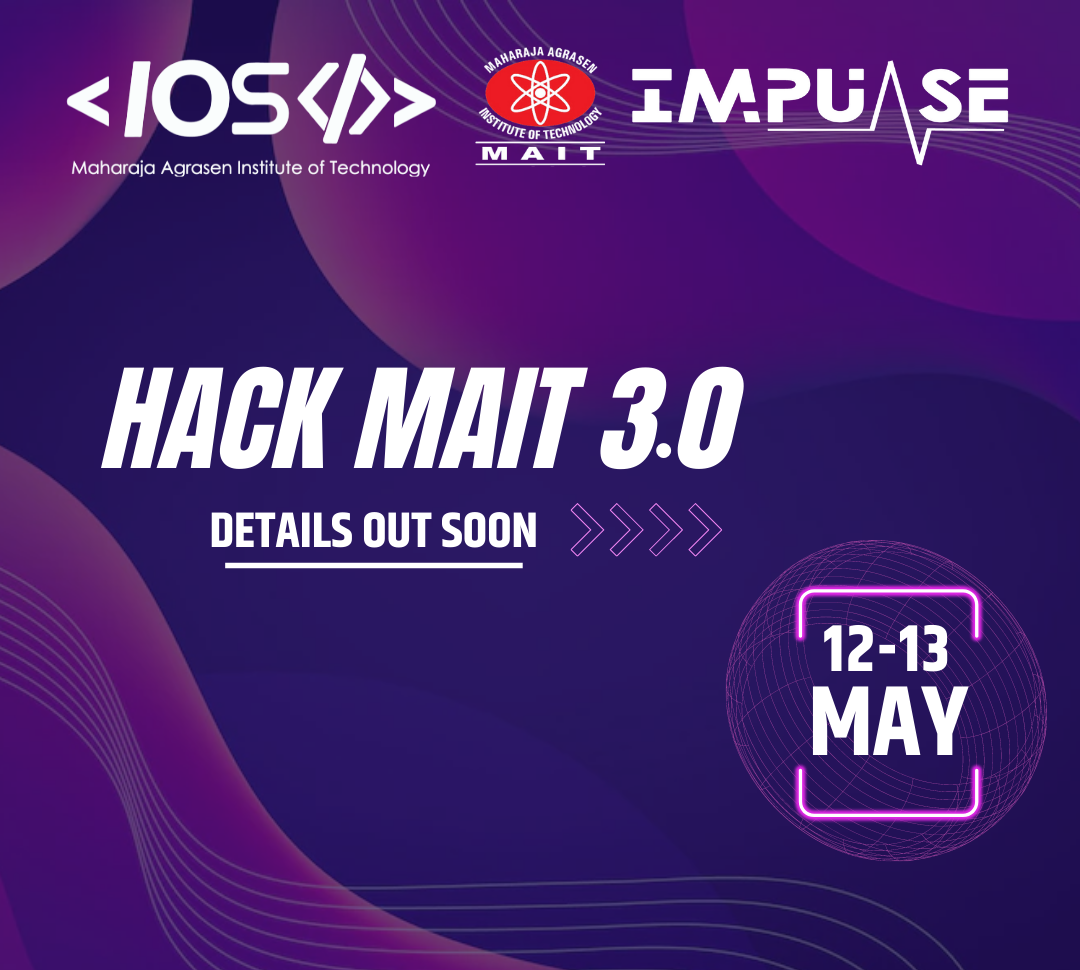 <IOS</>>
Maharaja Agrasen Institute of Technology
MAHARAJA AGRASEN
INSTITUTE OF TECHNOLOGY
MAIT
IMPULSE
HACK MAIT 3.0
DETAILS OUT SOON
12-13
MAY